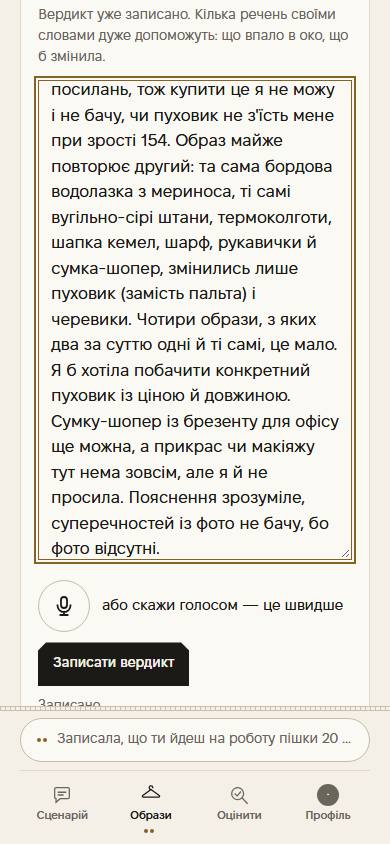 Вердикт уже записано. Кілька речень своїми
словами дуже допоможуть: що впало в око, що
б змінила.
посилань, тож купити це я не можу
і не бачу, чи пуховик не з'їсть мене
при зрості 154. Образ майже
повторює другий: та сама бордова
водолазка з мериноса, ті самі
вугільно-сірі штани, термоколготи,
шапка кемел, шарф, рукавички й
сумка-шопер, змінились лише
пуховик (замість пальта) і
черевики. Чотири образи, з яких
два за суттю одні й ті самі, це мало.
Я б хотіла побачити конкретний
пуховик із ціною й довжиною.
Сумку-шопер із брезенту для офісу
ще можна, а прикрас чи макіяжу
тут нема зовсім, але я й не
просила. Пояснення зрозуміле,
суперечностей із фото не бачу, бо
фото відсутні.
або скажи голосом — це швидше
Записати вердикт
Записано
Записала, що ти йдеш на роботу пішки 20 ...
Сценарій
Образи
Оцінити
Профіль